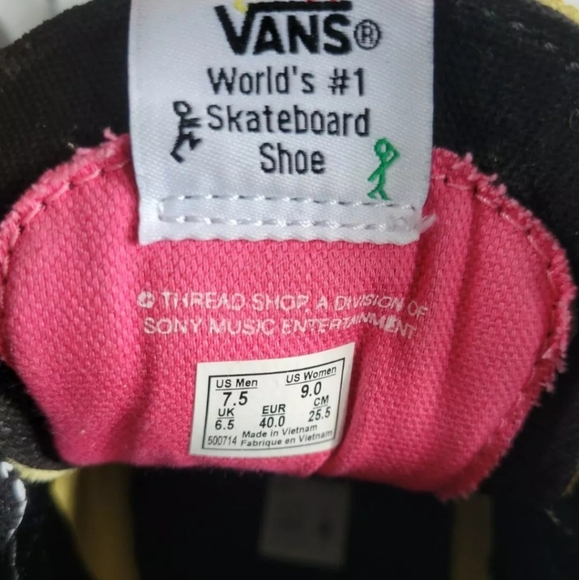 VANS®
World's #1
Skateboard
Shoe
© THREAD SHOP, A DIVISION OF
SONY MUSIC ENTERTAINMENT
US Men US Women
7.5 9.0
UK EUR CM
6.5 40.0 25.5
500714 Made in Vietnam
Fabrique en Vietnam